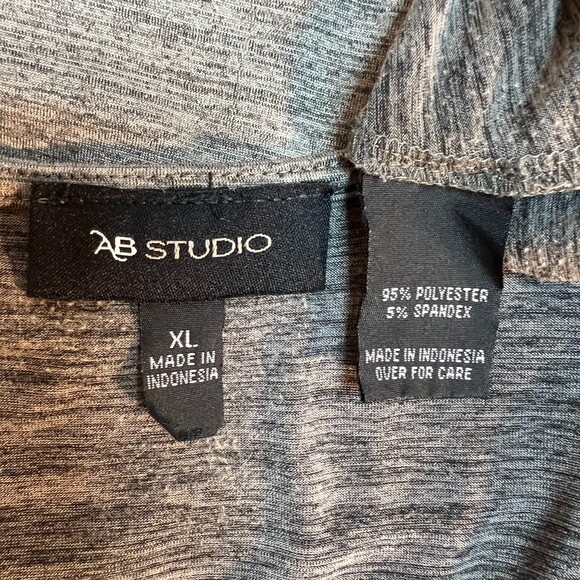 AB STUDIO
XL
MADE IN
INDONESIA
95% POLYESTER
5% SPANDEX
MADE IN INDONESIA
OVER FOR CARE